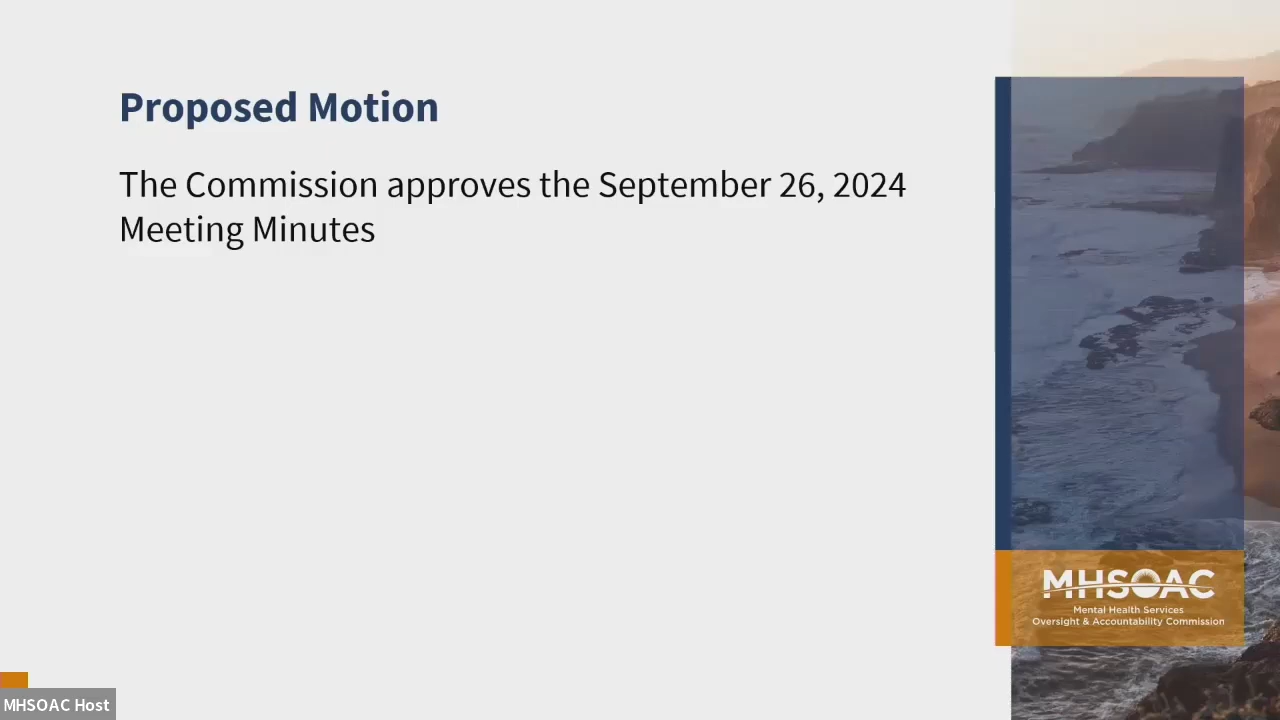 Proposed Motion
The Commission approves the September 26, 2024
Meeting Minutes
MHSOAC
Mental Health Services
Oversight & Accountability Commission
MHSOAC Host